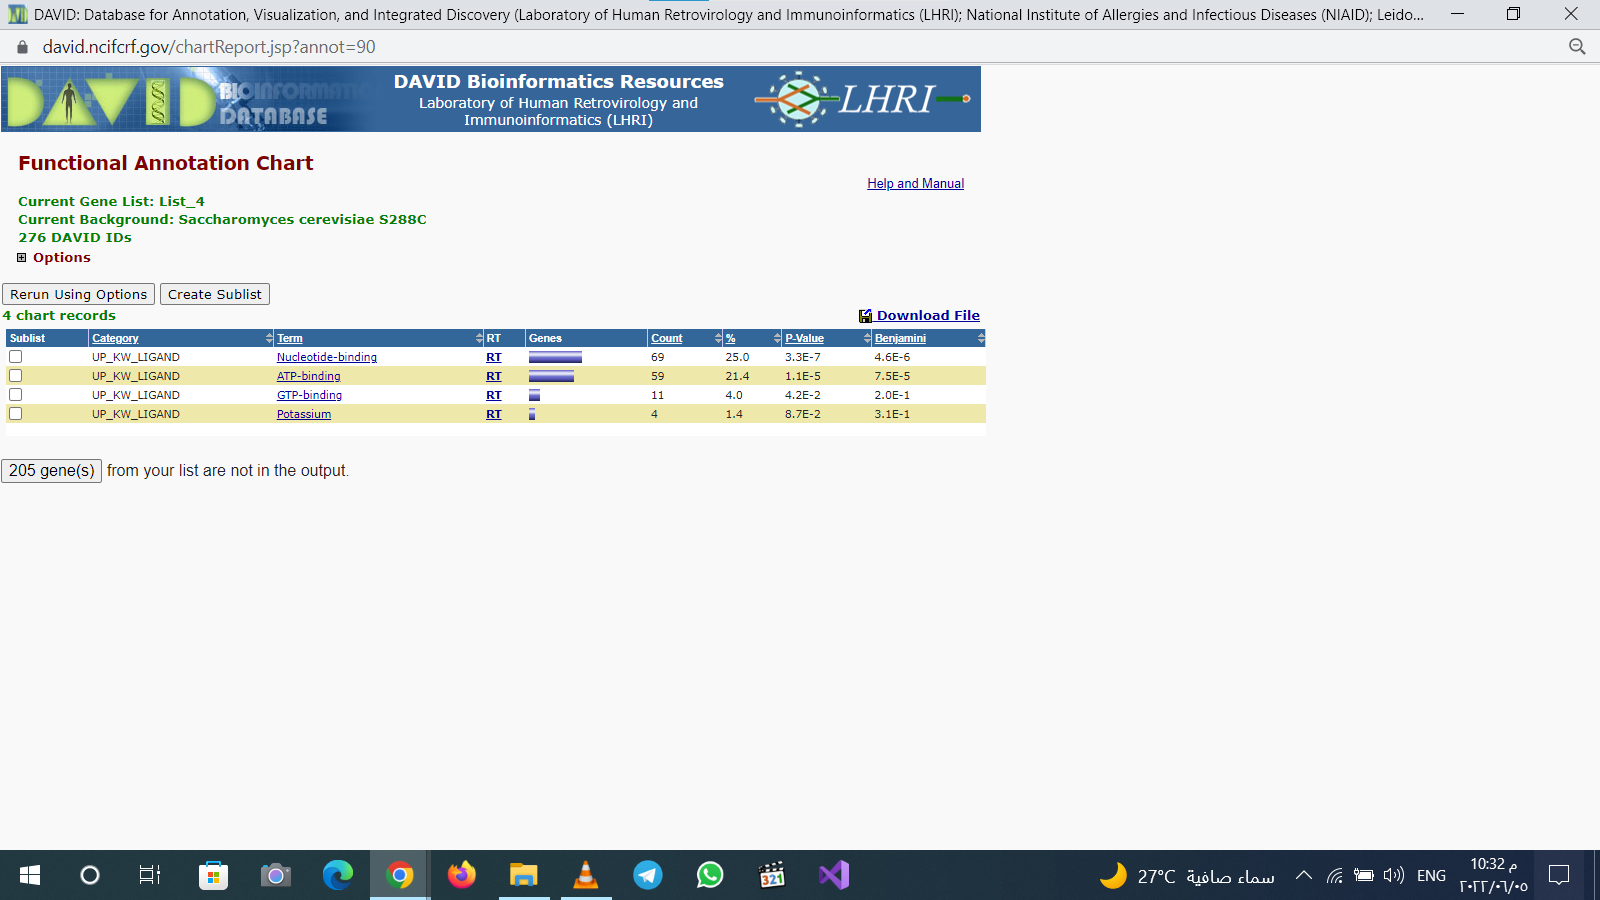 DAVID: Database for Annotation, Visualization, and Integrated Discovery (Laboratory of Human Retrovirology and Immunoinformatics (LHRI); National Institute of Allergies and Infectious Diseases (NIAID); Leido...
david.ncifcrf.gov/chartReport.jsp?annot=90
DAVID BIOINFORMATICS DATABASE
DAVID Bioinformatics Resources
Laboratory of Human Retrovirology and
Immunoinformatics (LHRI)
LHRI
Functional Annotation Chart
Help and Manual
Current Gene List: List_4
Current Background: Saccharomyces cerevisiae S288C
276 DAVID IDs
Options
Rerun Using Options Create Sublist
4 chart records Download File
Sublist Category Term RT Genes Count % P-Value Benjamini
UP_KW_LIGAND Nucleotide-binding RT 69 25.0 3.3E-7 4.6E-6
UP_KW_LIGAND ATP-binding RT 59 21.4 1.1E-5 7.5E-5
UP_KW_LIGAND GTP-binding RT 11 4.0 4.2E-2 2.0E-1
UP_KW_LIGAND Potassium RT 4 1.4 8.7E-2 3.1E-1
205 gene(s) from your list are not in the output.
321
27°C سماء صافية
ENG
10:32 م
٢٠٢٢/٠٦/٠٥